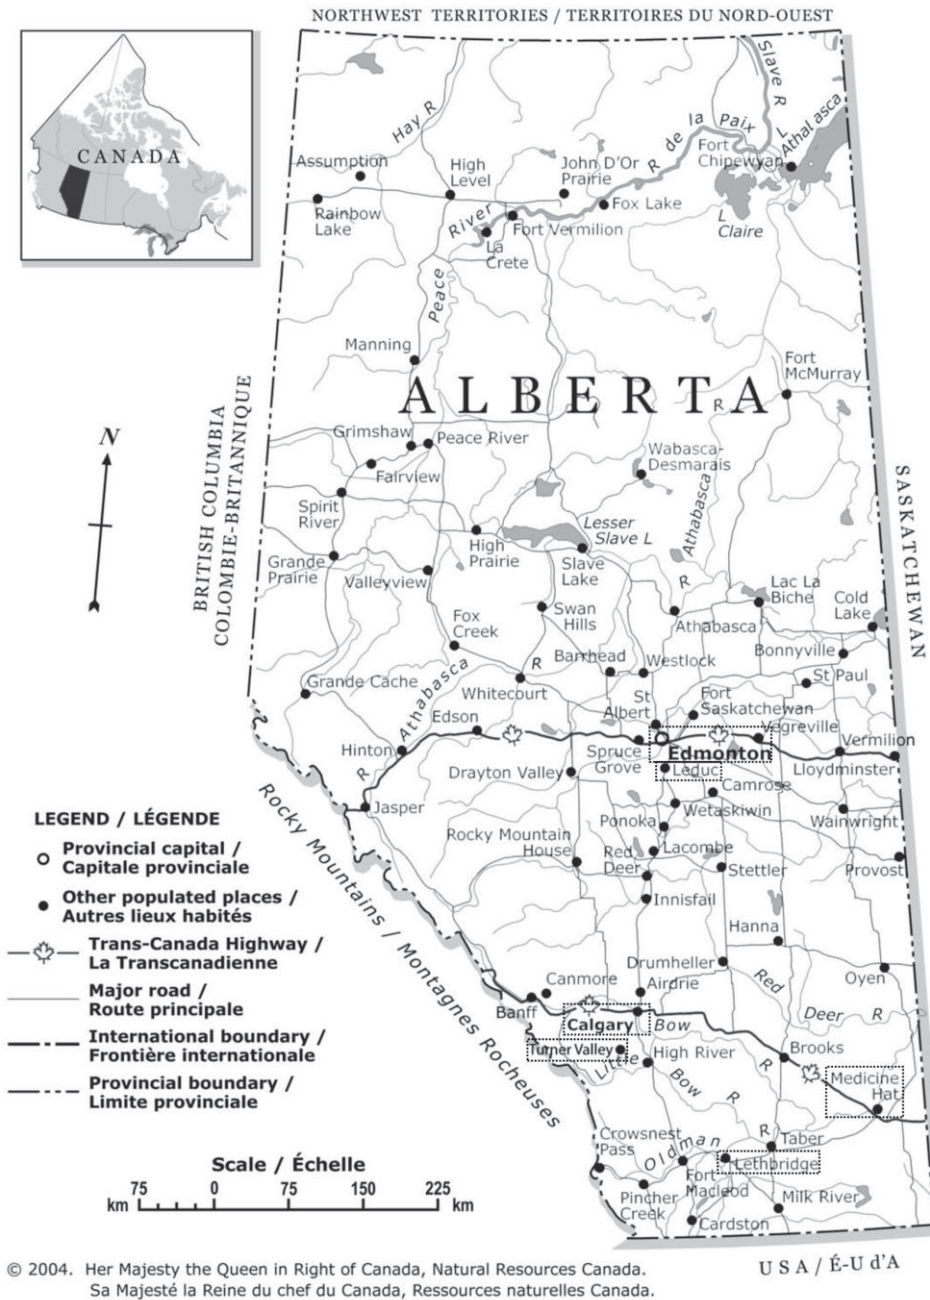 NORTHWEST TERRITORIES / TERRITOIRES DU NORD-OUEST
CANADA
Slave R
Hay R
R de la Paix
L Athabasca
Fort
Chipewyan
Assumption
High
Level
John D'Or
Prairie
Rainbow
Lake
River
Fort Vermilion
Fox Lake
L
Claire
La
Crete
Peace
Manning
Fort
McMurray
ALBERTA
R
BRITISH COLUMBIA
COLOMBIE-BRITANNIQUE
N
Grimshaw
Peace River
Wabasca-
Desmarais
Fairview
Athabasca
SASKATCHEWAN
Spirit
River
Lesser
Slave L
High
Prairie
Grande
Prairie
Slave
Lake
Valleyview
R
Lac La
Biche
Cold
Lake
Swan
Hills
Fox
Creek
Athabasca
Bonnyville
Barrhead
Westlock
R
St Paul
Grande Cache
Whitecourt
Athabasca
St
Albert
Fort
Saskatchewan
Edson
Vegreville
Vermilion
Hinton
Spruce
Grove
Edmonton
Lloydminster
R
Drayton Valley
Leduc
Camrose
Jasper
Wetaskiwin
Ponoka
Wainwright
Rocky Mountain
House
Lacombe
Red
Deer
Stettler
Provost
Innisfail
Rocky Mountains / Montagnes Rocheuses
Hanna
Drumheller
Red
Oyen
Canmore
Airdrie
Deer R
Banff
Calgary
Bow
Turner Valley
Little
High River
Brooks
R
Bow
R
Medicine
Hat
R
Taber
Crowsnest
Pass
Oldman
Lethbridge
Fort
Macleod
Pincher
Creek
Milk River
Cardston
USA / É-U d'A
LEGEND / LÉGENDE
Provincial capital /
Capitale provinciale
Other populated places /
Autres lieux habités
Trans-Canada Highway /
La Transcanadienne
Major road /
Route principale
International boundary /
Frontière internationale
Provincial boundary /
Limite provinciale
Scale / Échelle
75 0 75 150 225
km km
© 2004. Her Majesty the Queen in Right of Canada, Natural Resources Canada.
Sa Majesté la Reine du chef du Canada, Ressources naturelles Canada.